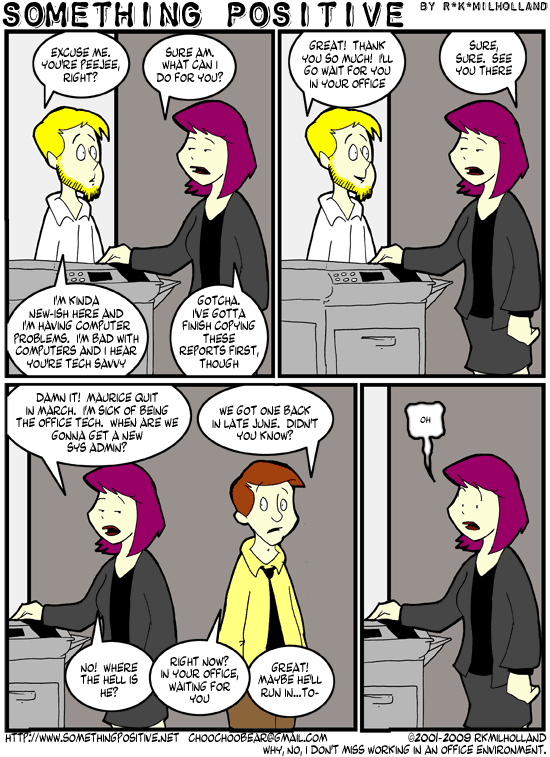 SOMETHING POSITIVE BY R*K*MILHOLLAND
EXCUSE ME.
YOU'RE PEEJEE,
RIGHT?
SURE AM.
WHAT CAN I
DO FOR YOU?
I'M KINDA
NEW-ISH HERE AND
I'M HAVING COMPUTER
PROBLEMS. I'M BAD WITH
COMPUTERS AND I HEAR
YOU'RE TECH SAVVY
GOTCHA.
I'VE GOTTA
FINISH COPYING
THESE
REPORTS FIRST,
THOUGH
GREAT! THANK
YOU SO MUCH! I'LL
GO WAIT FOR YOU
IN YOUR OFFICE
SURE,
SURE. SEE
YOU THERE
DAMN IT! MAURICE QUIT
IN MARCH. I'M SICK OF BEING
THE OFFICE TECH. WHEN ARE WE
GONNA GET A NEW
SYS ADMIN?
WE GOT ONE BACK
IN LATE JUNE. DIDN'T
YOU KNOW?
NO! WHERE
THE HELL IS
HE?
RIGHT NOW?
IN YOUR OFFICE,
WAITING FOR
YOU
GREAT!
MAYBE HE'LL
RUN IN...TO-
OH
HTTP://WWW.SOMETHINGPOSITIVE.NET CHOOCHOOBEAR@GMAIL.COM ©2001-2009 RKMILHOLLAND
WHY, NO, I DON'T MISS WORKING IN AN OFFICE ENVIRONMENT.